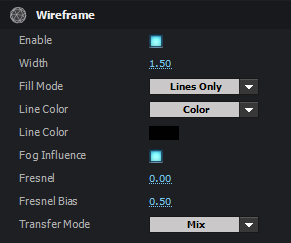 Wireframe
Enable
Width 1.50
Fill Mode Lines Only
Line Color Color
Line Color
Fog Influence
Fresnel 0.00
Fresnel Bias 0.50
Transfer Mode Mix